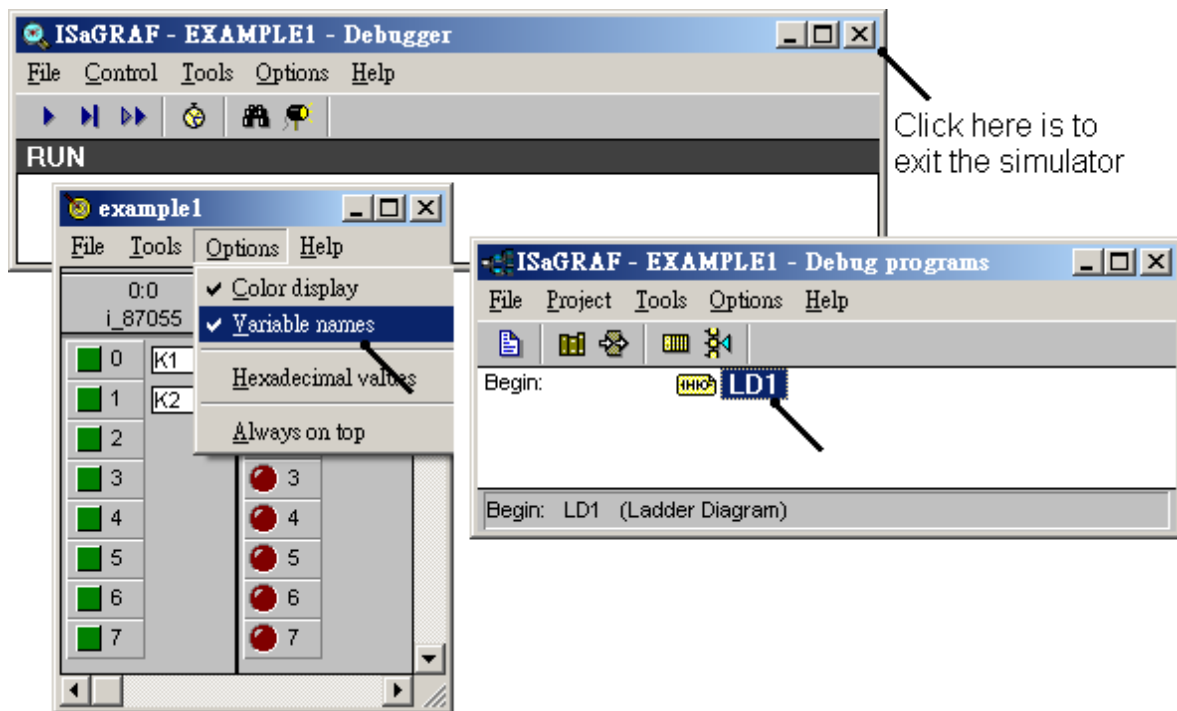 ISaGRAF - EXAMPLE1 - Debugger
File Control Tools Options Help
RUN
Click here is to
exit the simulator
example1
File Tools Options Help
0:0
i_87055
Color display
Variable names
Hexadecimal values
Always on top
0 K1
1 K2
2
3 3
4 4
5 5
6 6
7 7
ISaGRAF - EXAMPLE1 - Debug programs
File Project Tools Options Help
Begin: LD1
Begin: LD1 (Ladder Diagram)